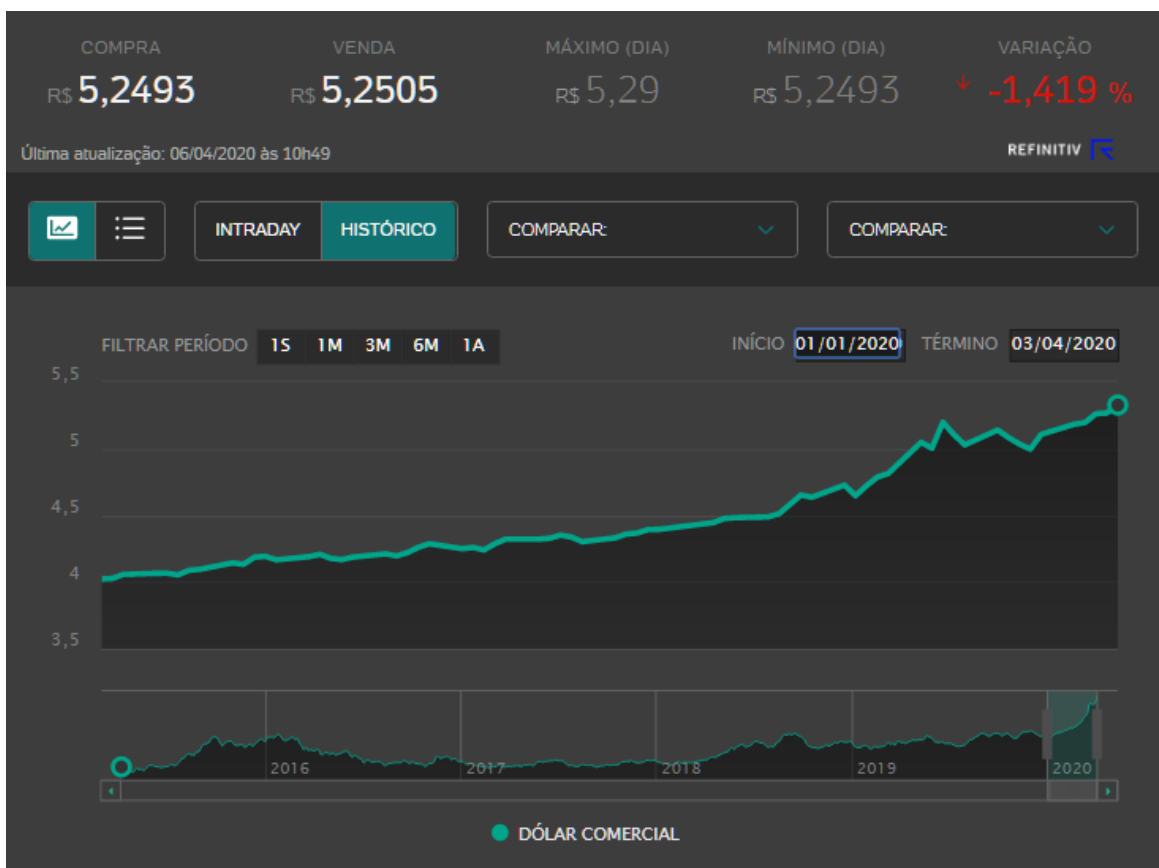 COMPRA VENDA MÁXIMO (DIA) MÍNIMO (DIA) VARIAÇÃO
R$ 5,2493 R$ 5,2505 R$ 5,29 R$ 5,2493 -1,419 %
Última atualização: 06/04/2020 às 10h49 REFINITIV
INTRADAY HISTÓRICO COMPARAR: COMPARAR:
FILTRAR PERÍODO 1S 1M 3M 6M 1A INÍCIO 01/01/2020 TÉRMINO 03/04/2020
5,5
5
4,5
4
3,5
2016 2017 2018 2019 2020
DÓLAR COMERCIAL